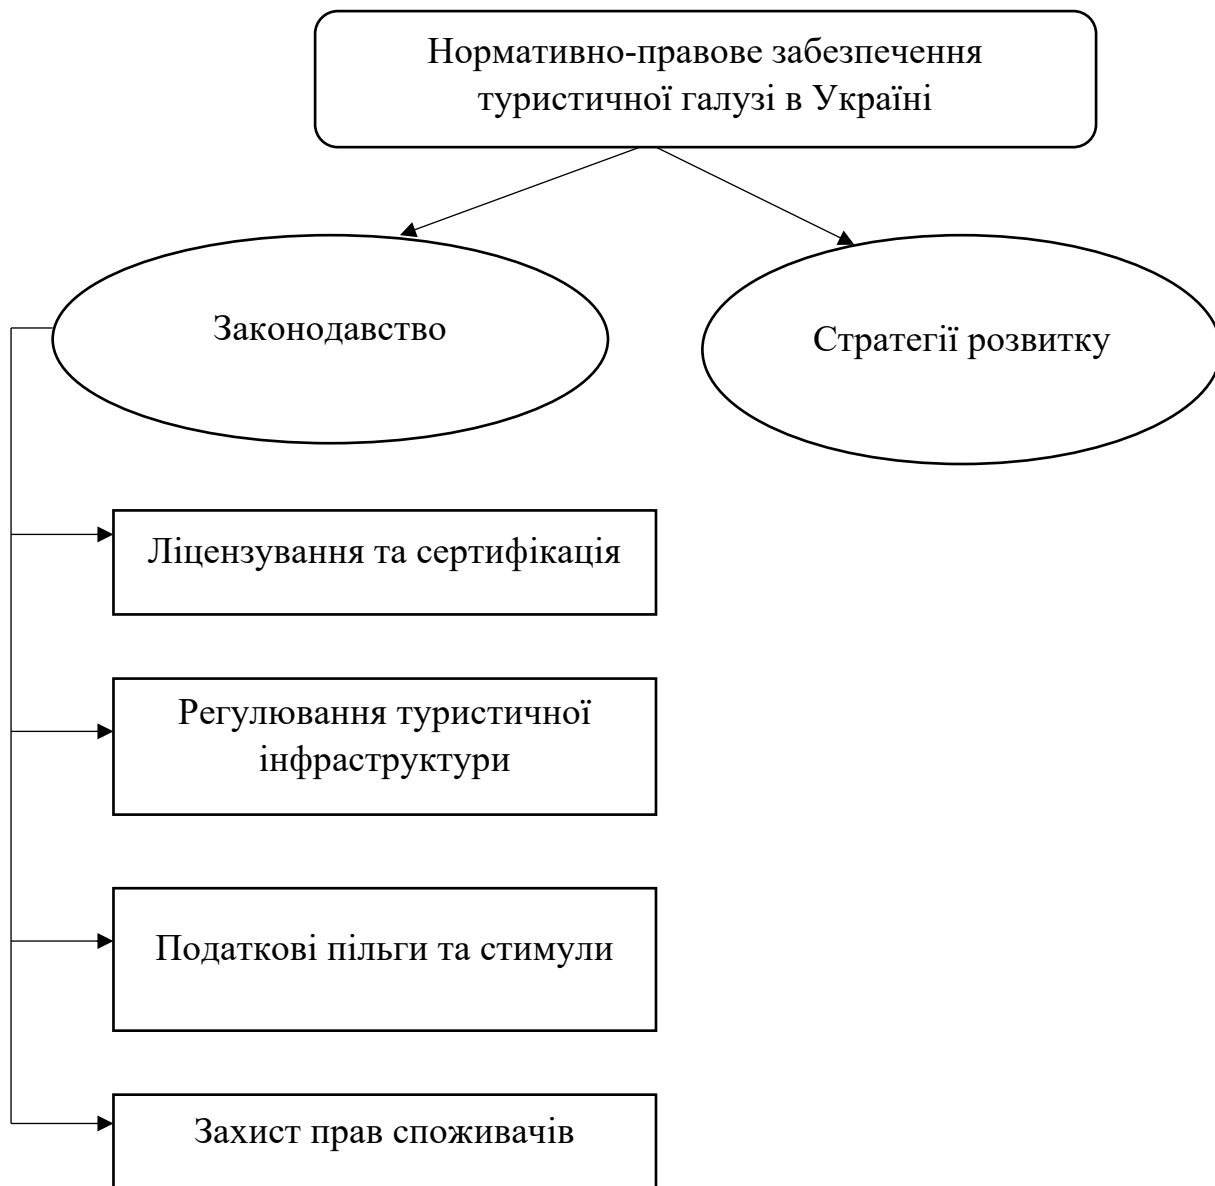 Нормативно-правове забезпечення
туристичної галузі в Україні
Законодавство
Стратегії розвитку
Ліцензування та сертифікація
Регулювання туристичної
інфраструктури
Податкові пільги та стимули
Захист прав споживачів